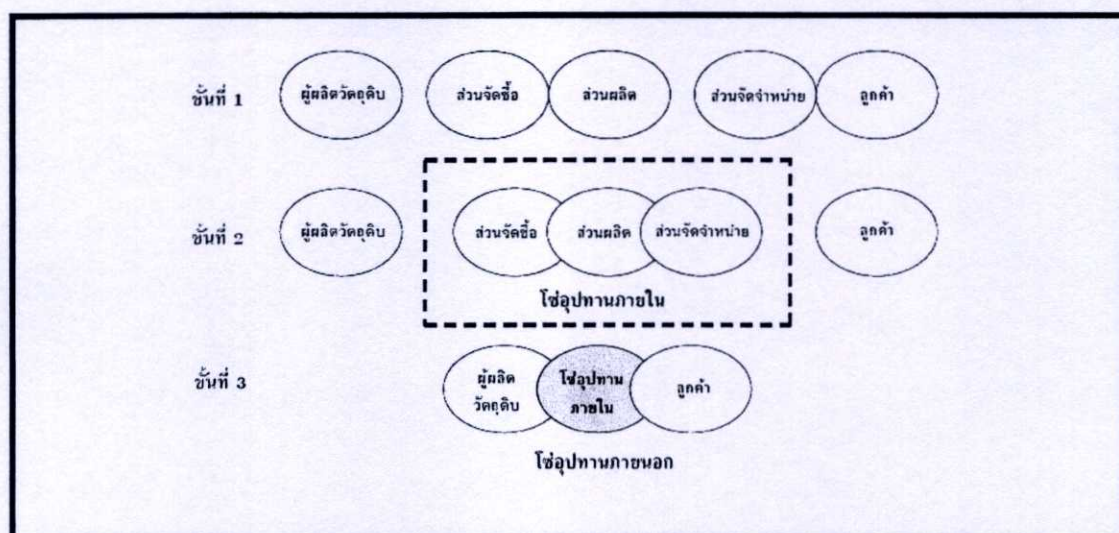 ขั้นที่ 1 ผู้ผลิตวัตถุดิบ ส่วนจัดซื้อ ส่วนผลิต ส่วนจัดจำหน่าย ลูกค้า
ขั้นที่ 2 ผู้ผลิตวัตถุดิบ ส่วนจัดซื้อ ส่วนผลิต ส่วนจัดจำหน่าย ลูกค้า
โซ่อุปทานภายใน
ขั้นที่ 3
ผู้ผลิต
วัตถุดิบ
โซ่อุปทาน
ภายใน
ลูกค้า
โซ่อุปทานภายนอก